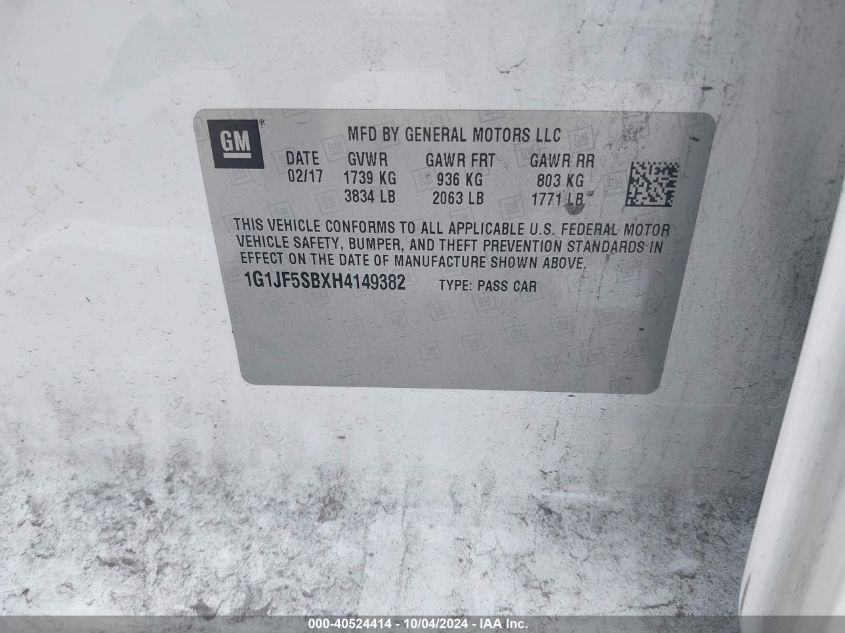 GM
MFD BY GENERAL MOTORS LLC
DATE GVWR GAWR FRT GAWR RR
02/17 1739 KG 936 KG 803 KG
3834 LB 2063 LB 1771 LB
THIS VEHICLE CONFORMS TO ALL APPLICABLE U.S. FEDERAL MOTOR
VEHICLE SAFETY, BUMPER, AND THEFT PREVENTION STANDARDS IN
EFFECT ON THE DATE OF MANUFACTURE SHOWN ABOVE.
1G1JF5SBXH4149382 TYPE: PASS CAR
000-40524414 - 10/04/2024 - IAA Inc.